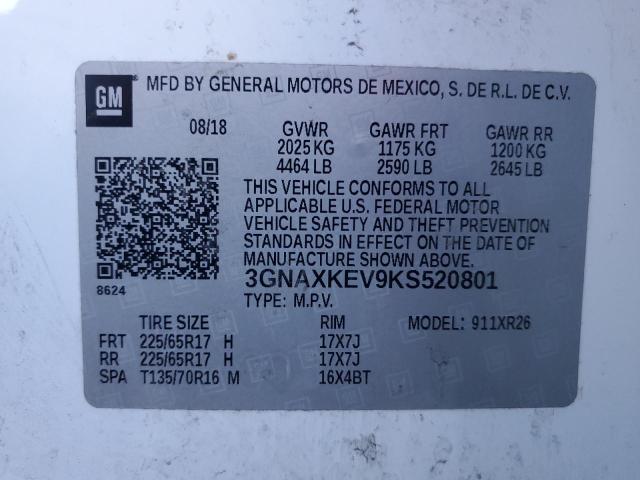 GM MFD BY GENERAL MOTORS DE MEXICO, S. DE R.L. DE C.V.
08/18 GVWR GAWR FRT GAWR RR
2025 KG 1175 KG 1200 KG
4464 LB 2590 LB 2645 LB
THIS VEHICLE CONFORMS TO ALL
APPLICABLE U.S. FEDERAL MOTOR
VEHICLE SAFETY AND THEFT PREVENTION
STANDARDS IN EFFECT ON THE DATE OF
MANUFACTURE SHOWN ABOVE.
8624 3GNAXKEV9KS520801
TYPE: M.P.V.
TIRE SIZE RIM MODEL: 911XR26
FRT 225/65R17 H 17X7J
RR 225/65R17 H 17X7J
SPA T135/70R16 M 16X4BT